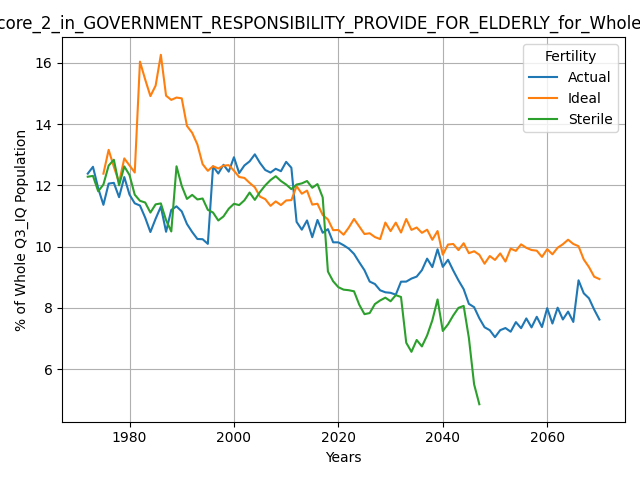 core_2_in_GOVERNMENT_RESPONSIBILITY_PROVIDE_FOR_ELDERLY_for_Whole
Fertility
Actual
Ideal
Sterile
% of Whole Q3_IQ Population
16
14
12
10
8
6
1980 2000 2020 2040 2060
Years